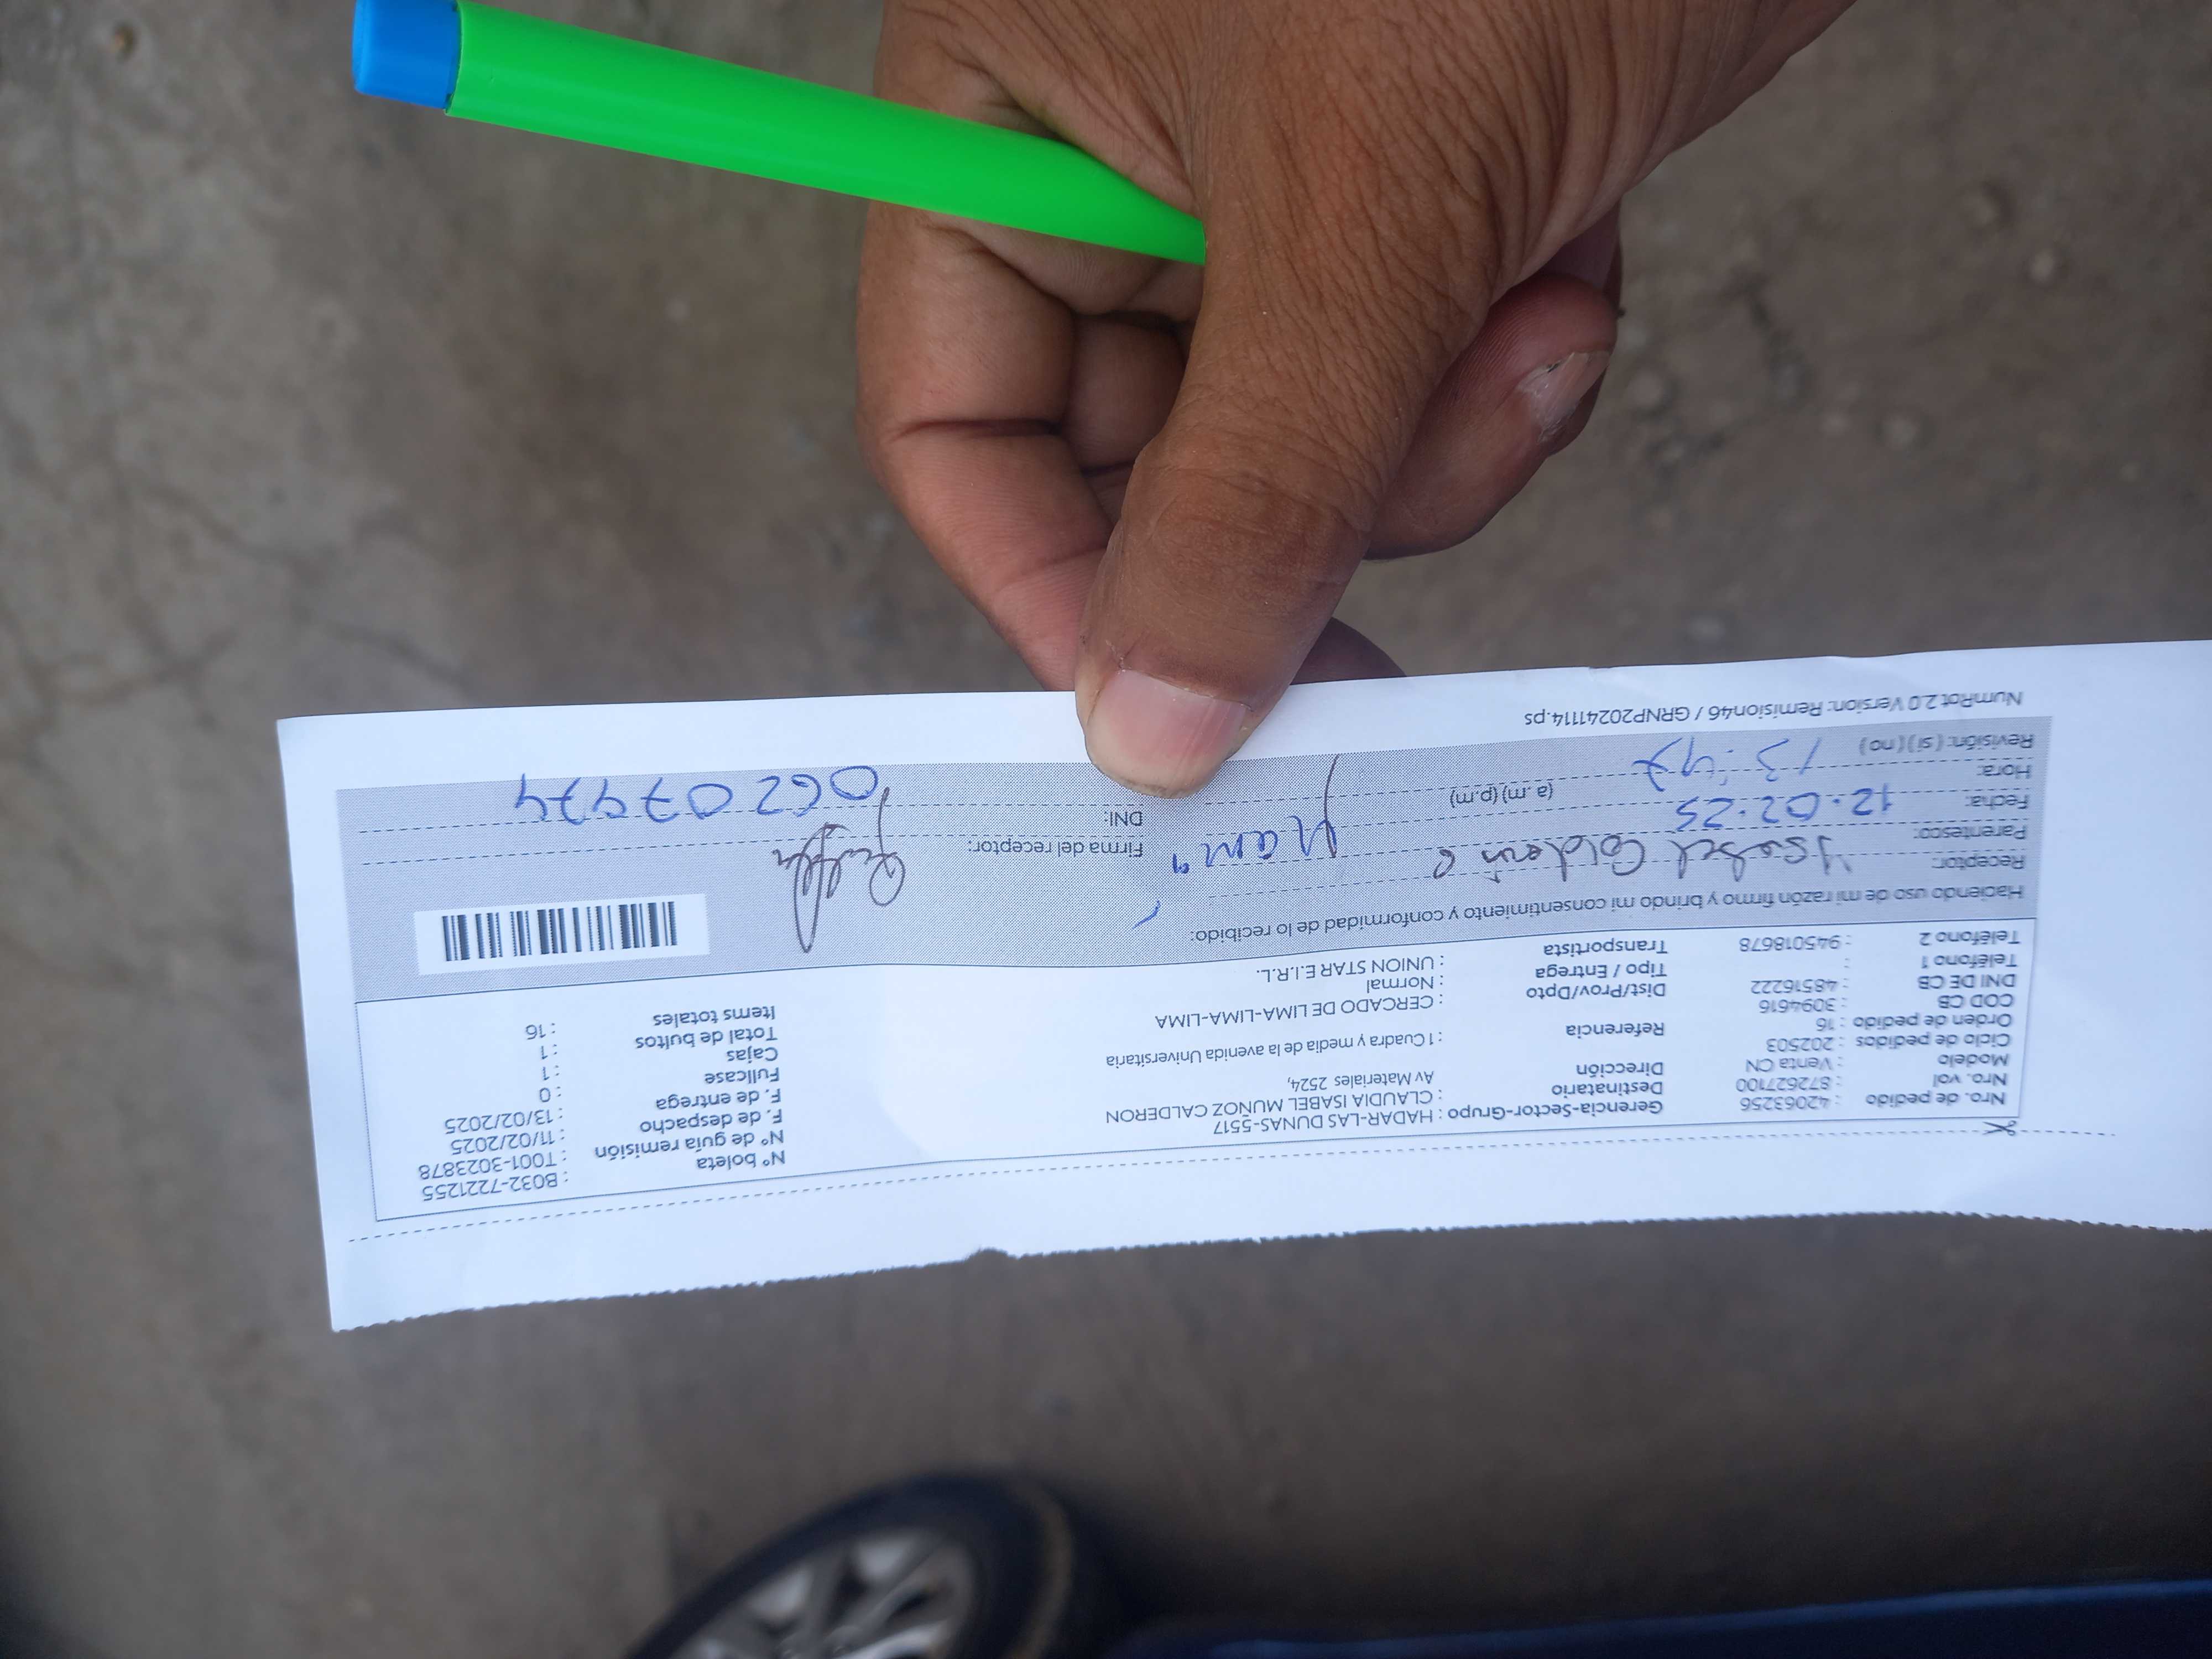 Nro. de pedido : 42063256
Nro. vol : 872627100
Modelo : Venta CN
Ciclo de pedidos : 202503
Orden de pedido : 16
COD CB : 3094616
DNI DE CB : 48516222
Teléfono 1 :
Teléfono 2 : 945018678
Gerencia-Sector-Grupo : HADAR-LAS DUNAS-5517
Destinatario : CLAUDIA ISABEL MUÑOZ CALDERON
Dirección Av Materiales 2524,
Referencia : 1 Cuadra y media de la avenida Universitaria
Dist/Prov/Dpto : CERCADO DE LIMA-LIMA-LIMA
Tipo / Entrega : Normal
Transportista : UNION STAR E.I.R.L.
N° boleta : B032-7221255
N° de guía remisión : T001-3023878
F. de despacho : 11/02/2025
F. de entrega : 13/02/2025
Fullcase : 0
Cajas : 1
Total de bultos : 1
Items totales : 16
Haciendo uso de mi razón firmo y brindo mi consentimiento y conformidad de lo recibido:
Receptor: Ysabel Calderón C
Parentesco: Mam
Fecha: 12.02.25
Hora: 13:47 (a.m) (p.m)
Revisión: ( si ) ( no )
Firma del receptor:
DNI: 06207974
NumRot 2.0 Version: Remision46 / GRNP20241114.ps